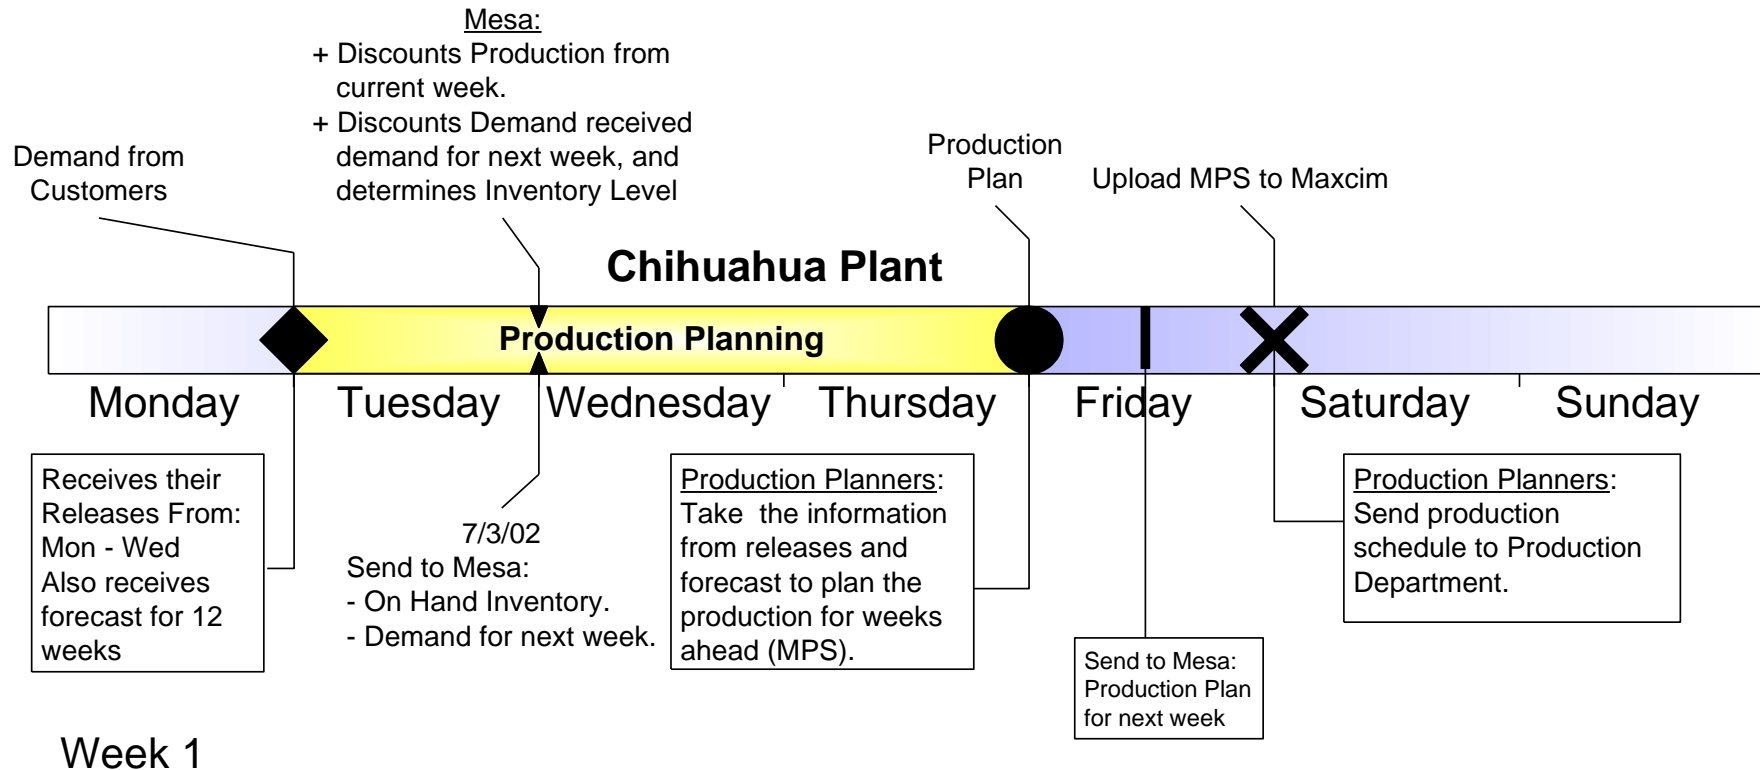 Mesa:
+ Discounts Production from
current week.
+ Discounts Demand received
demand for next week, and
determines Inventory Level
Demand from
Customers
Production
Plan
Upload MPS to Maxcim
Chihuahua Plant
Production Planning
Monday
Tuesday
Wednesday
Thursday
Friday
Saturday
Sunday
Receives their
Releases From:
Mon - Wed
Also receives
forecast for 12
weeks
7/3/02
Send to Mesa:
- On Hand Inventory.
- Demand for next week.
Production Planners:
Take the information
from releases and
forecast to plan the
production for weeks
ahead (MPS).
Send to Mesa:
Production Plan
for next week
Production Planners:
Send production
schedule to Production
Department.
Week 1